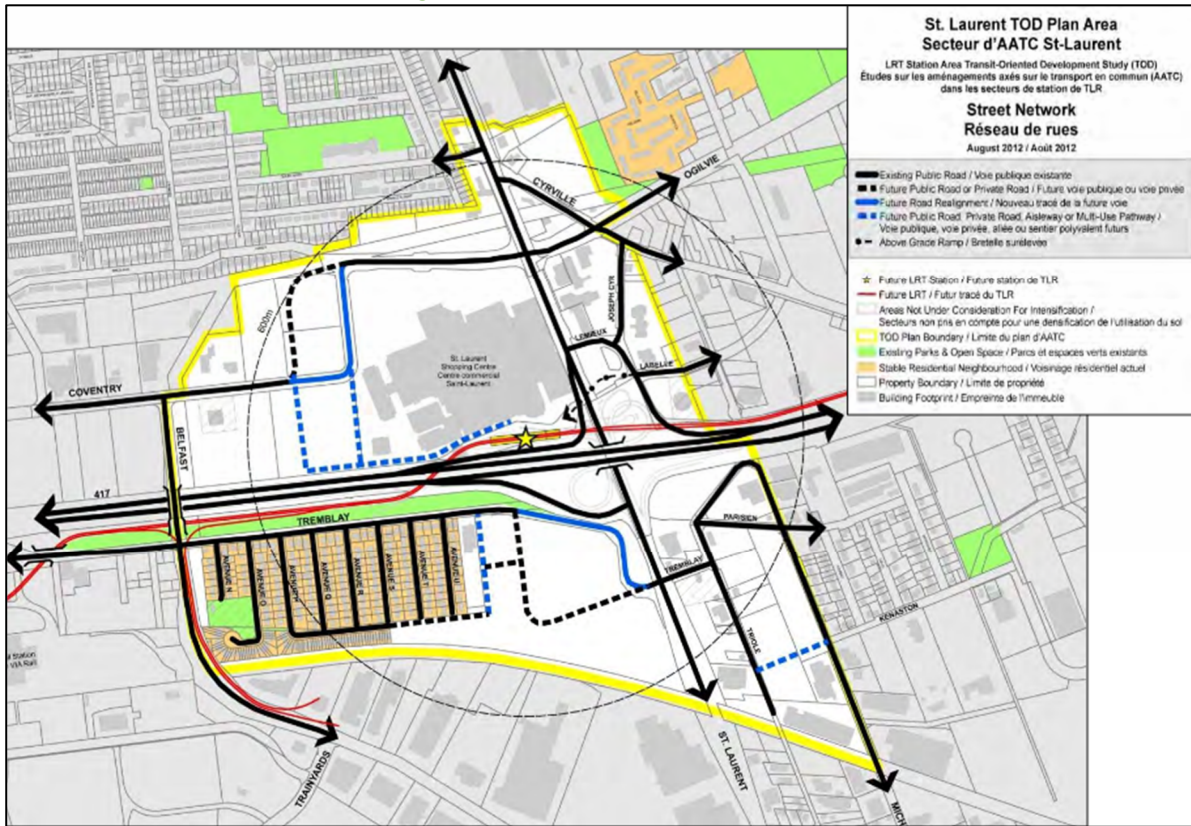 St. Laurent TOD Plan Area
Secteur d'AATC St-Laurent
LRT Station Area Transit-Oriented Development Study (TOD)
Études sur les aménagements axés sur le transport en commun (AATC)
dans les secteurs de station de TLR
Street Network
Réseau de rues
August 2012 / Août 2012
Existing Public Road / Voie publique existante
Future Public Road or Private Road / Future voie publique ou voie privée
Future Road Realignment / Nouveau tracé de la future voie
Future Public Road, Private Road, Aisleway or Multi-Use Pathway /
Voie publique, voie privée, allée ou sentier polyvalent futurs
Above Grade Ramp / Bretelle surélevée
Future LRT Station / Future station de TLR
Future LRT / Futur tracé du TLR
Areas Not Under Consideration For Intensification /
Secteurs non pris en compte pour une densification de l'utilisation du sol
TOD Plan Boundary / Limite du plan d'AATC
Existing Parks & Open Space / Parcs et espaces verts existants
Stable Residential Neighbourhood / Voisinage résidentiel actuel
Property Boundary / Limite de propriété
Building Footprint / Empreinte de l'immeuble
OGILVIE
CYRVILLE
600m
JOSEPH CYR
LEMIEUX
LABELLE
St. Laurent
Shopping Centre
Centre commercial
Saint-Laurent
COVENTRY
BELFAST
417
TREMBLAY
PARISIEN
AVENUE N
AVENUE O
AVENUE P
AVENUE Q
AVENUE R
AVENUE S
AVENUE T
AVENUE U
TREMBLAY
TRIOLE
KENASTON
Station
VIA Rail
TRAINYARDS
ST. LAURENT
MICH